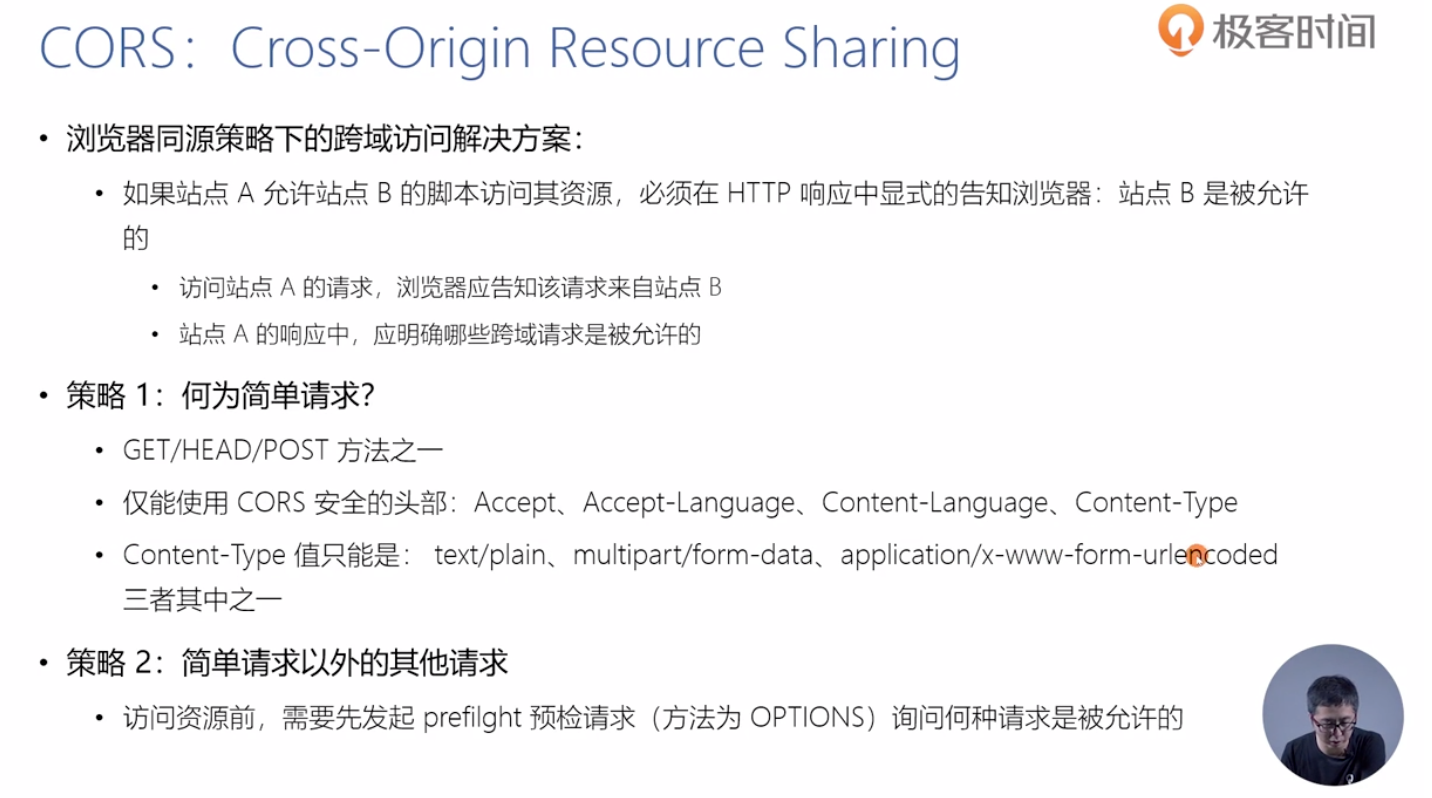 CORS：Cross-Origin Resource Sharing
极客时间
• 浏览器同源策略下的跨域访问解决方案：
• 如果站点 A 允许站点 B 的脚本访问其资源，必须在 HTTP 响应中显式的告知浏览器：站点 B 是被允许
的
• 访问站点 A 的请求，浏览器应告知该请求来自站点 B
• 站点 A 的响应中，应明确哪些跨域请求是被允许的
• 策略 1：何为简单请求？
• GET/HEAD/POST 方法之一
• 仅能使用 CORS 安全的头部：Accept、Accept-Language、Content-Language、Content-Type
• Content-Type 值只能是： text/plain、multipart/form-data、application/x-www-form-urlencoded
三者其中之一
• 策略 2：简单请求以外的其他请求
• 访问资源前，需要先发起 prefilght 预检请求（方法为 OPTIONS）询问何种请求是被允许的